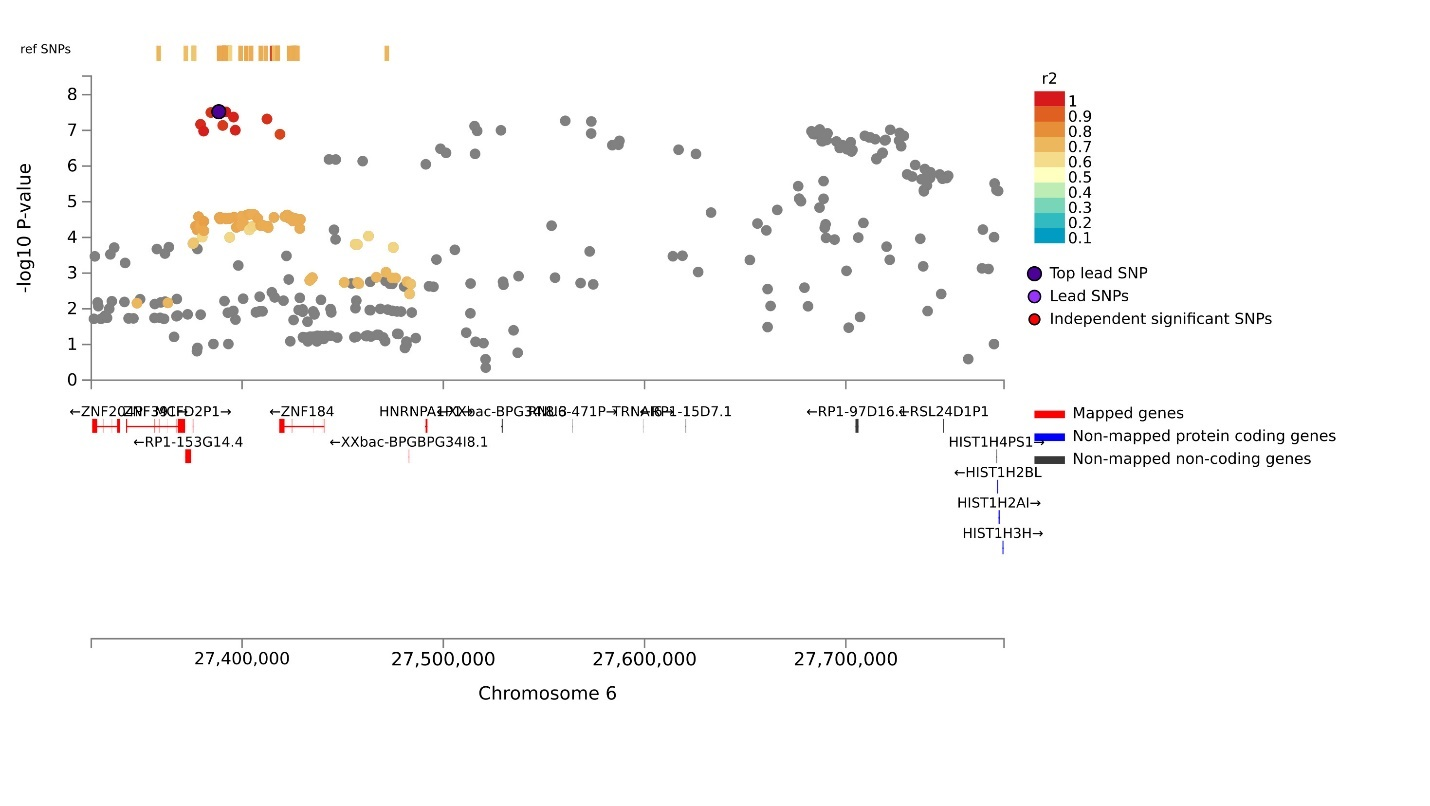 ref SNPs
r2
1
0.9
0.8
0.7
0.6
0.5
0.4
0.3
0.2
0.1
Top lead SNP
Lead SNPs
Independent significant SNPs
8
7
6
5
4
3
2
1
0
-log10 P-value
←ZNF184
←RP1-15D7.1
←RP1-97D16.1
←RSL24D1P1
←RP1-153G14.4
←XXbac-BPGBPG34I8.1
HIST1H4PS1→
←HIST1H2BL
HIST1H2AI→
HIST1H3H→
Mapped genes
Non-mapped protein coding genes
Non-mapped non-coding genes
27,400,000
27,500,000
27,600,000
27,700,000
Chromosome 6